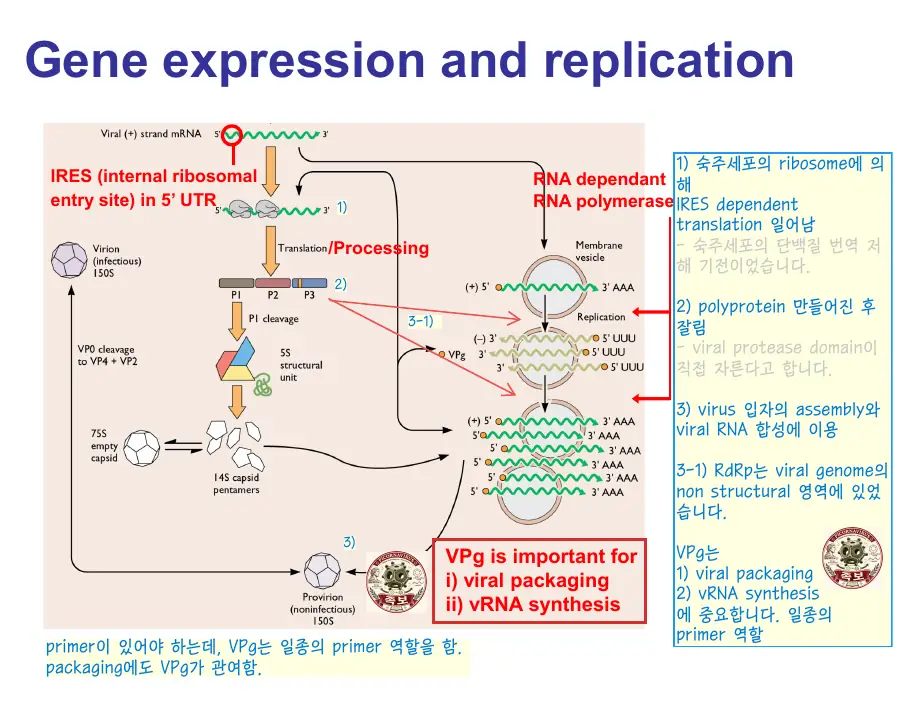 Gene expression and replication
Viral (+) strand mRNA
5'
3'
IRES (internal ribosomal
entry site) in 5' UTR
5'
3'
1)
RNA dependant
RNA polymerase
Translation/Processing
Virion
(infectious)
150S
Membrane
vesicle
(+) 5'
3' AAA
P1
P2
P3
2)
P1 cleavage
3-1)
Replication
(–) 3'
5' UUU
3'
5' UUU
3'
5' UUU
VPg
VP0 cleavage
to VP4 + VP2
5S
structural
unit
75S
empty
capsid
14S capsid
pentamers
(+) 5'
3' AAA
5'
3' AAA
5'
3' AAA
5'
3' AAA
5'
3' AAA
5'
3' AAA
3)
Provirion
(noninfectious)
150S
PICORNAVIRUS
족보
VPg is important for
i) viral packaging
ii) vRNA synthesis
primer이 있어야 하는데, VPg는 일종의 primer 역할을 함.
packaging에도 VPg가 관여함.
1) 숙주세포의 ribosome에 의
해
IRES dependent
translation 일어남
- 숙주세포의 단백질 번역 저
해 기전이었습니다.
2) polyprotein 만들어진 후
잘림
- viral protease domain이
직접 자른다고 합니다.
3) virus 입자의 assembly와
viral RNA 합성에 이용
3-1) RdRp는 viral genome의
non structural 영역에 있었
습니다.
VPg는
1) viral packaging
2) vRNA synthesis
에 중요합니다. 일종의
primer 역할
PICORNAVIRUS
족보